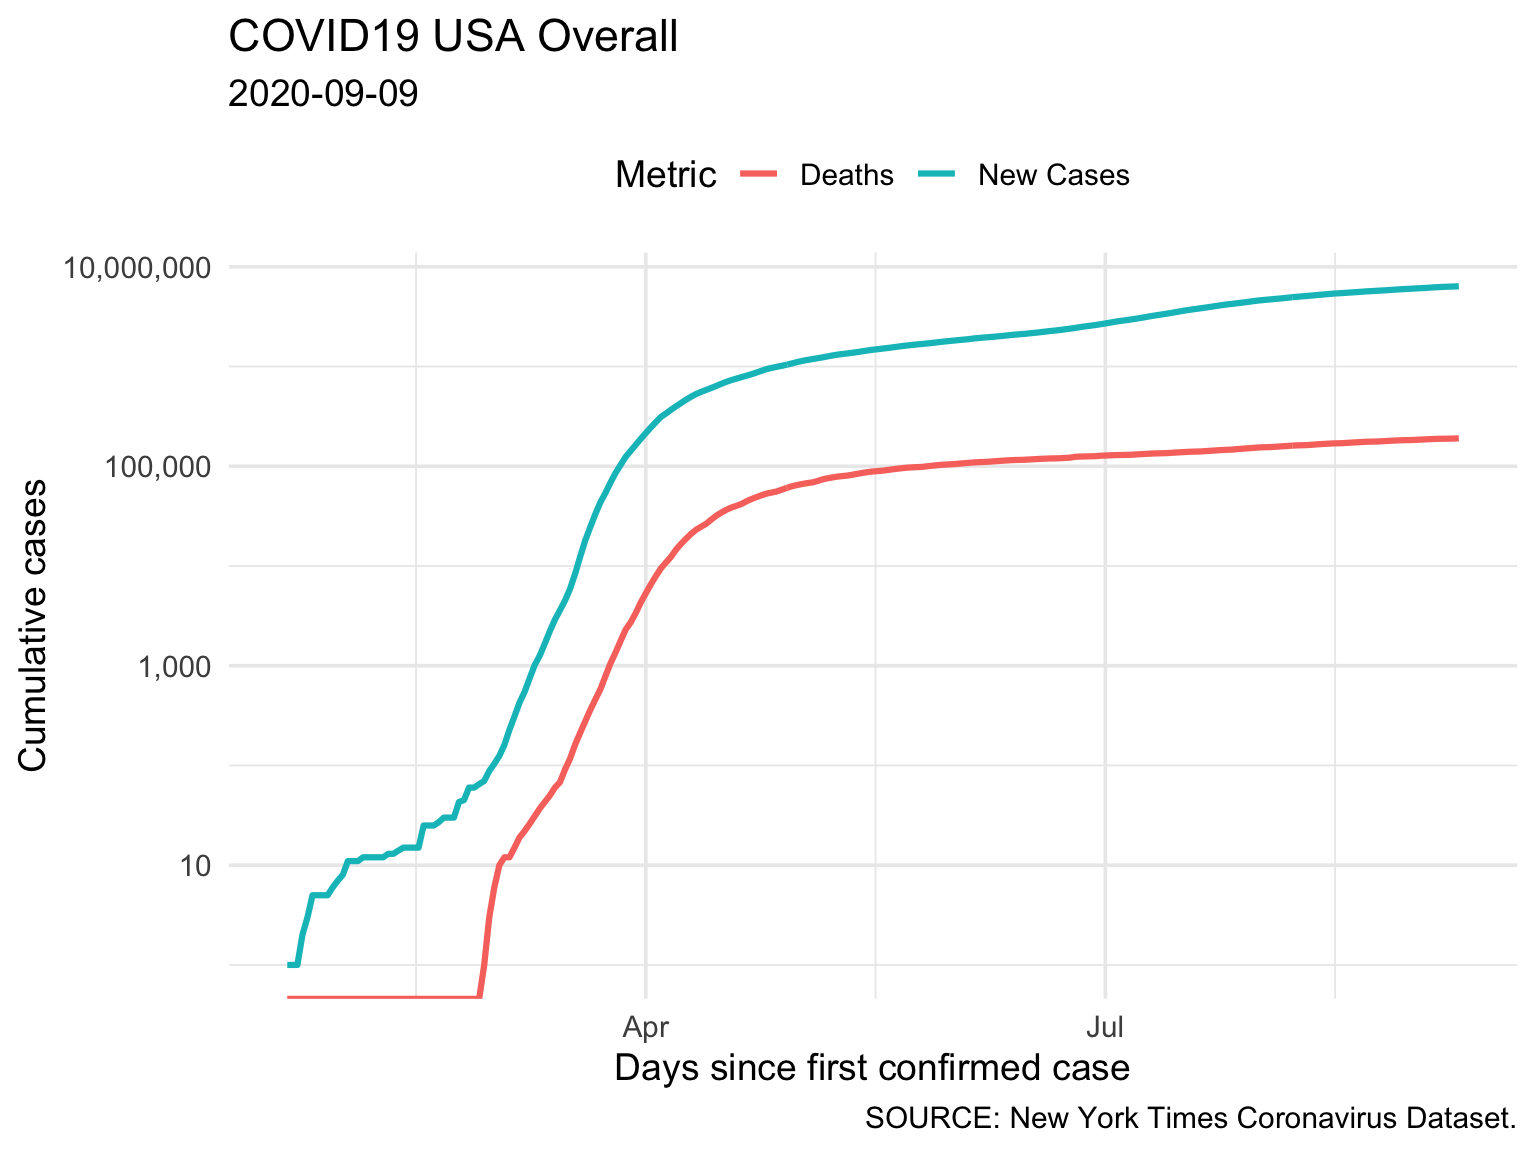 COVID19 USA Overall
2020-09-09
Metric Deaths New Cases
10,000,000
100,000
1,000
10
Cumulative cases
Apr Jul
Days since first confirmed case
SOURCE: New York Times Coronavirus Dataset.